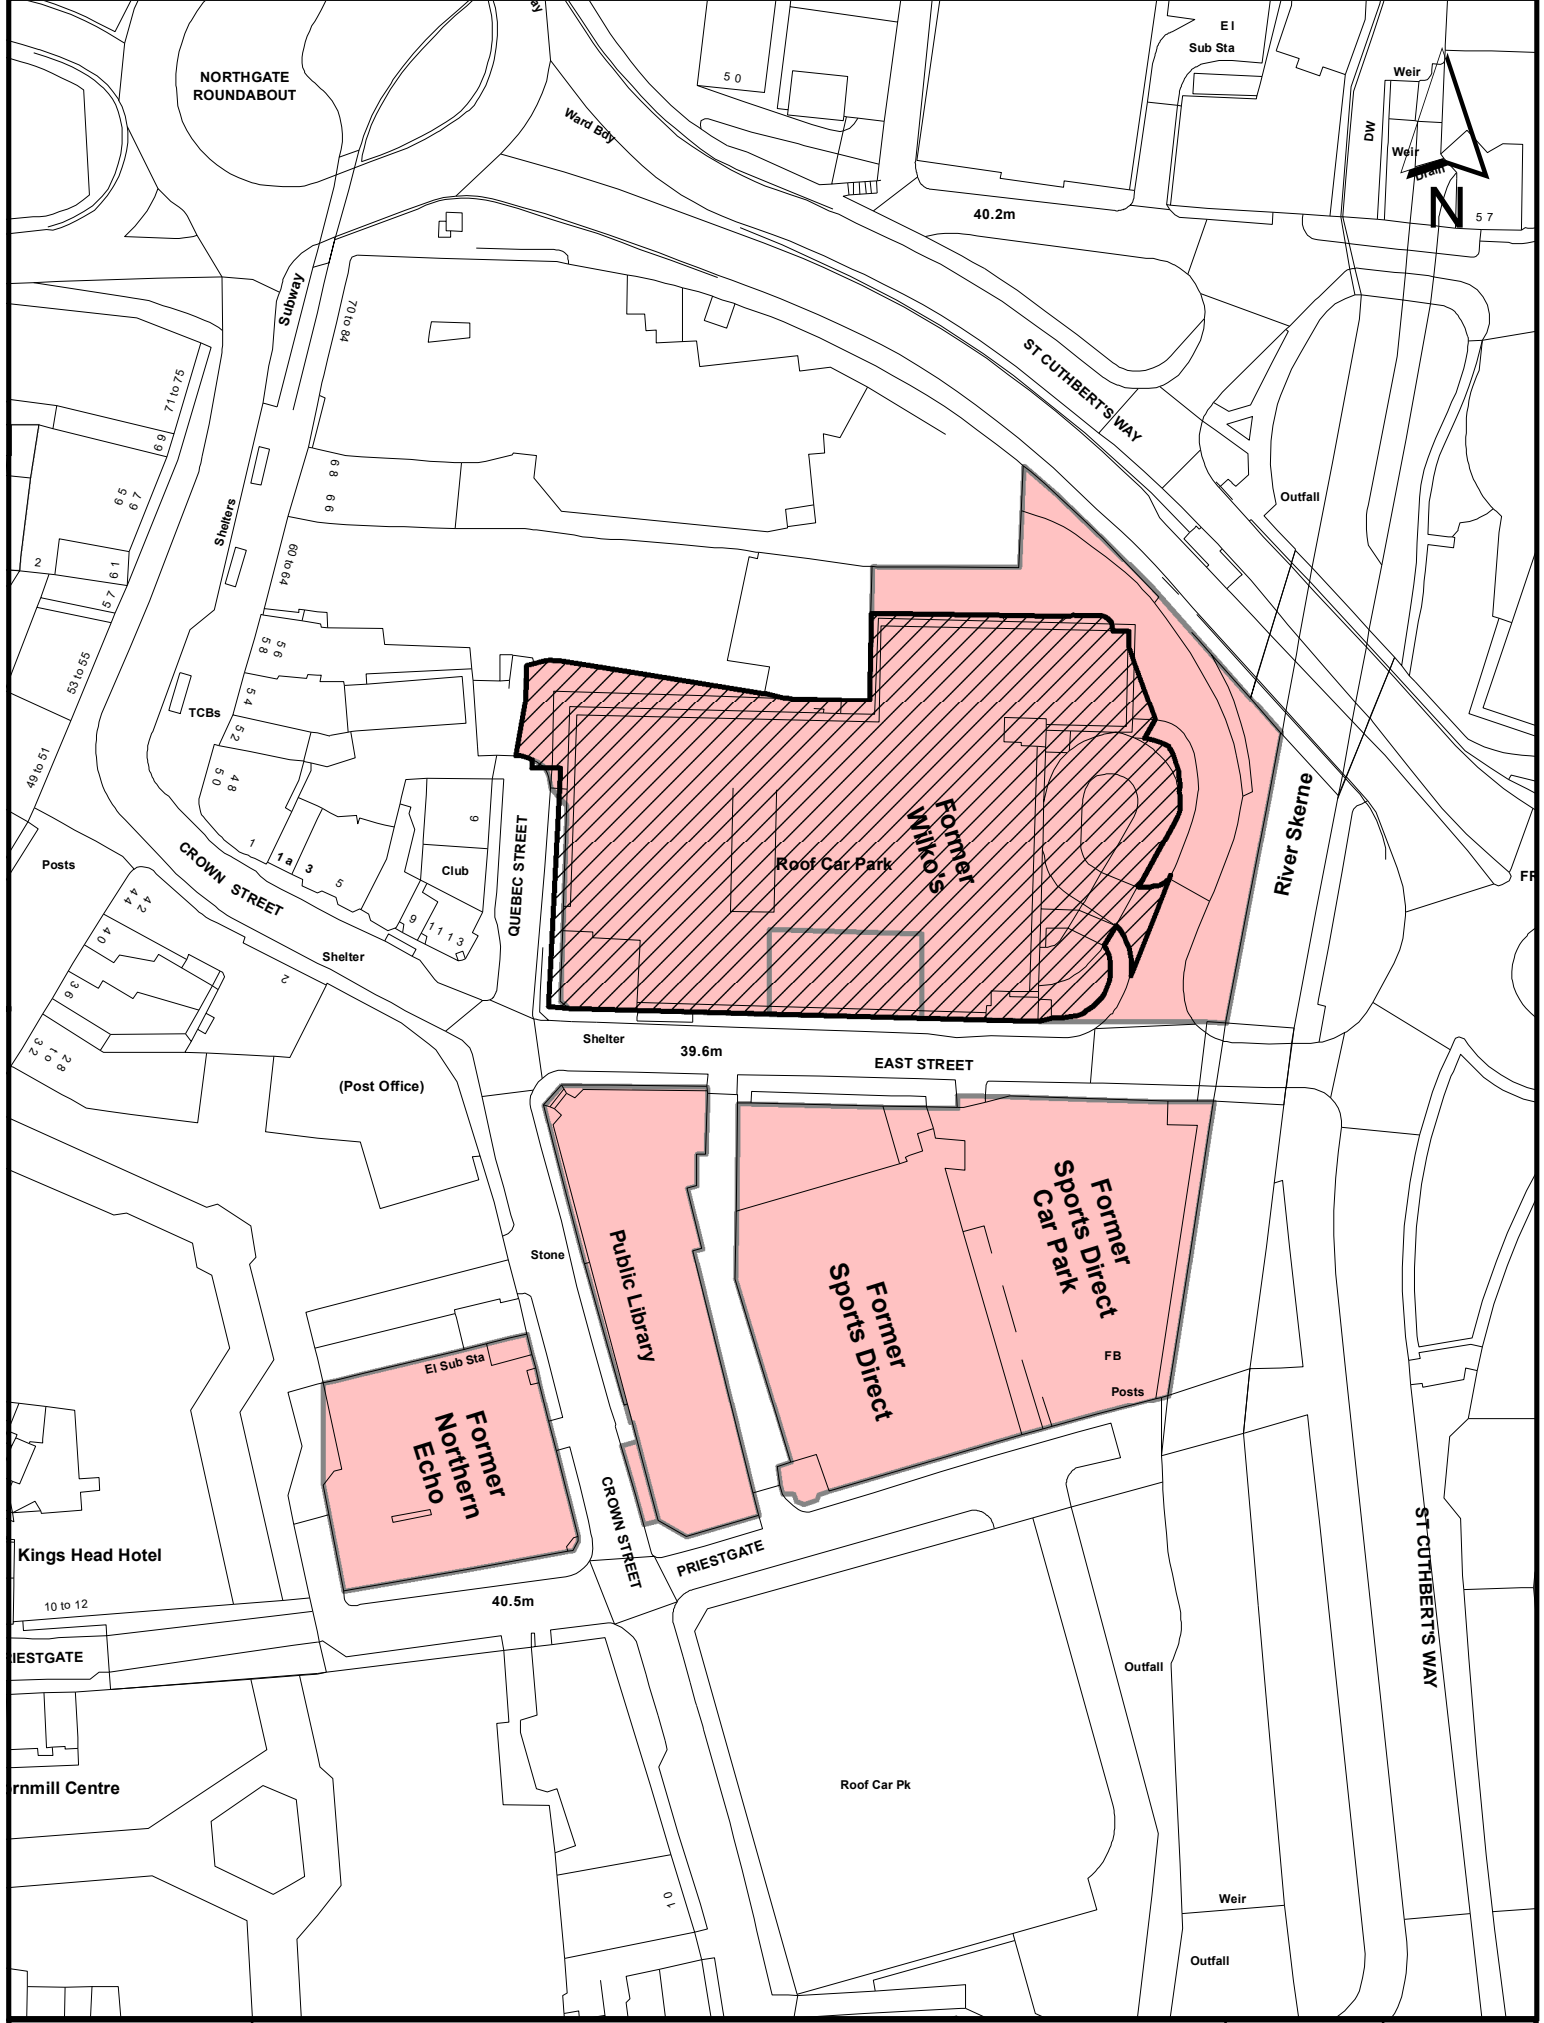 El
Sub Sta
NORTHGATE
ROUNDABOUT
50
Weir
Ward Bdy
DW
Weir
Drain
N
57
40.2m
Subway
70 to 84
ST CUTHBERT'S WAY
71 to 75
69
68
66
65
67
Outfall
Shelters
2
61
57
60 to 64
56
58
53 to 55
54
TCBs
52
49 to 51
48
50
Former
Wilko's
River Skerne
9
QUEBEC STREET
1
1a
3
5
Club
Roof Car Park
Posts
CROWN STREET
FP
42
44
9
11
13
40
Shelter
2
36
Shelter
39.6m
EAST STREET
28
to
32
(Post Office)
Former
Sports Direct
Car Park
Stone
Public Library
Former
Sports Direct
El Sub Sta
FB
Posts
Former
Northern
Echo
CROWN STREET
ST CUTHBERT'S WAY
Kings Head Hotel
PRIESTGATE
10 to 12
40.5m
IESTGATE
Outfall
rnmill Centre
Roof Car Pk
10
Weir
Outfall